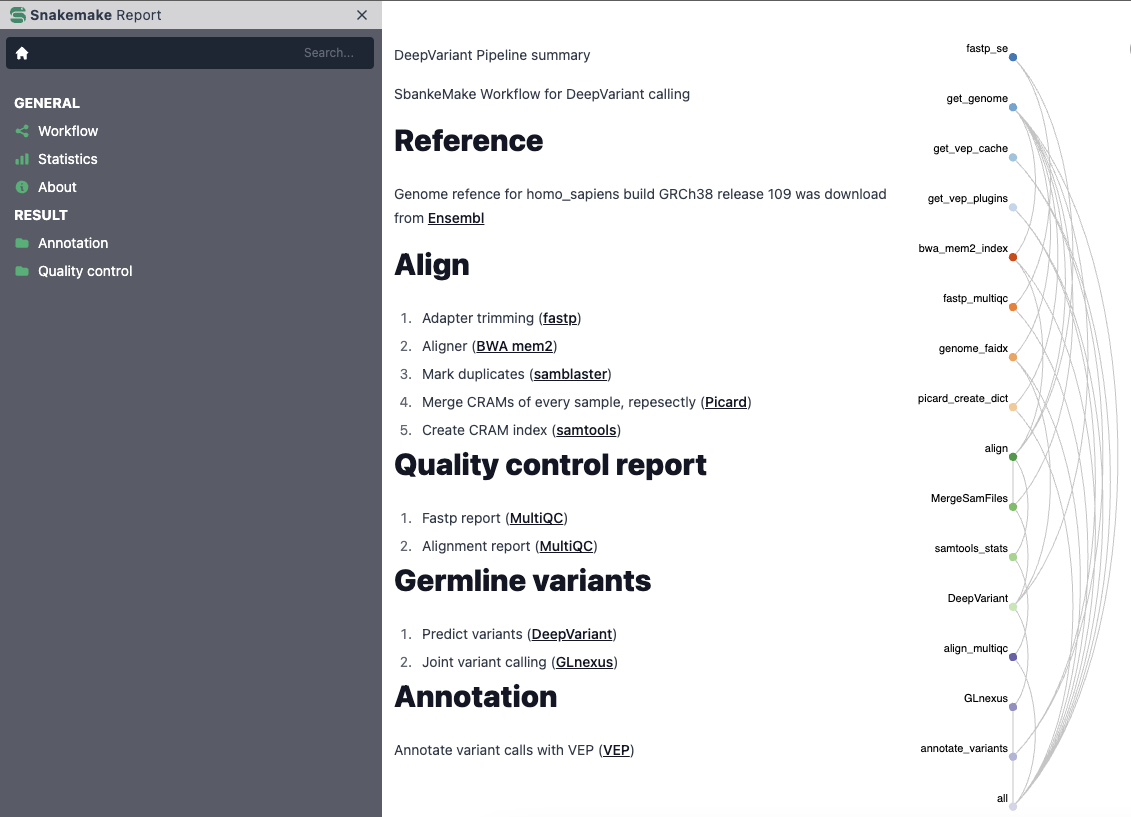 Snakemake Report
Search...
GENERAL
Workflow
Statistics
About
RESULT
Annotation
Quality control
DeepVariant Pipeline summary
SbankeMake Workflow for DeepVariant calling
Reference
Genome refence for homo_sapiens build GRCh38 release 109 was download
from Ensembl
Align
1. Adapter trimming (fastp)
2. Aligner (BWA mem2)
3. Mark duplicates (samblaster)
4. Merge CRAMs of every sample, repesectly (Picard)
5. Create CRAM index (samtools)
Quality control report
1. Fastp report (MultiQC)
2. Alignment report (MultiQC)
Germline variants
1. Predict variants (DeepVariant)
2. Joint variant calling (GLnexus)
Annotation
Annotate variant calls with VEP (VEP)
fastp_se
get_genome
get_vep_cache
get_vep_plugins
bwa_mem2_index
fastp_multiqc
genome_faidx
picard_create_dict
align
MergeSamFiles
samtools_stats
DeepVariant
align_multiqc
GLnexus
annotate_variants
all